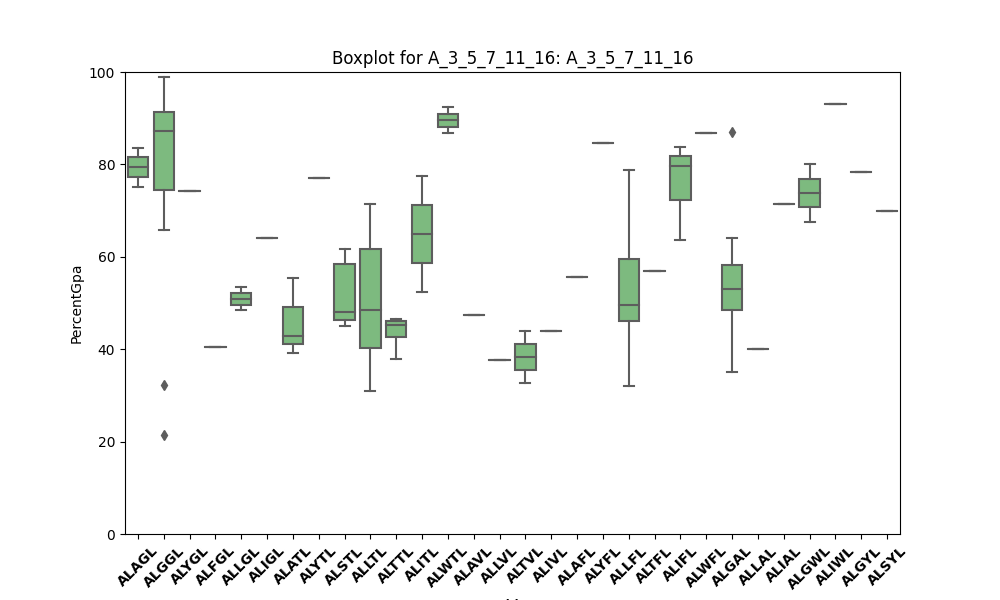 Boxplot for A_3_5_7_11_16: A_3_5_7_11_16
PercentGpa
100
80
60
40
20
0
ALAGL
ALGGL
ALYGL
ALFGL
ALLGL
ALIGL
ALATL
ALYTL
ALSTL
ALLTL
ALTTL
ALITL
ALWTL
ALAVL
ALLVL
ALTVL
ALIVL
ALAFL
ALYFL
ALLFL
ALTFL
ALIFL
ALWFL
ALGAL
ALLAL
ALIAL
ALGWL
ALIWL
ALGYL
ALSYL